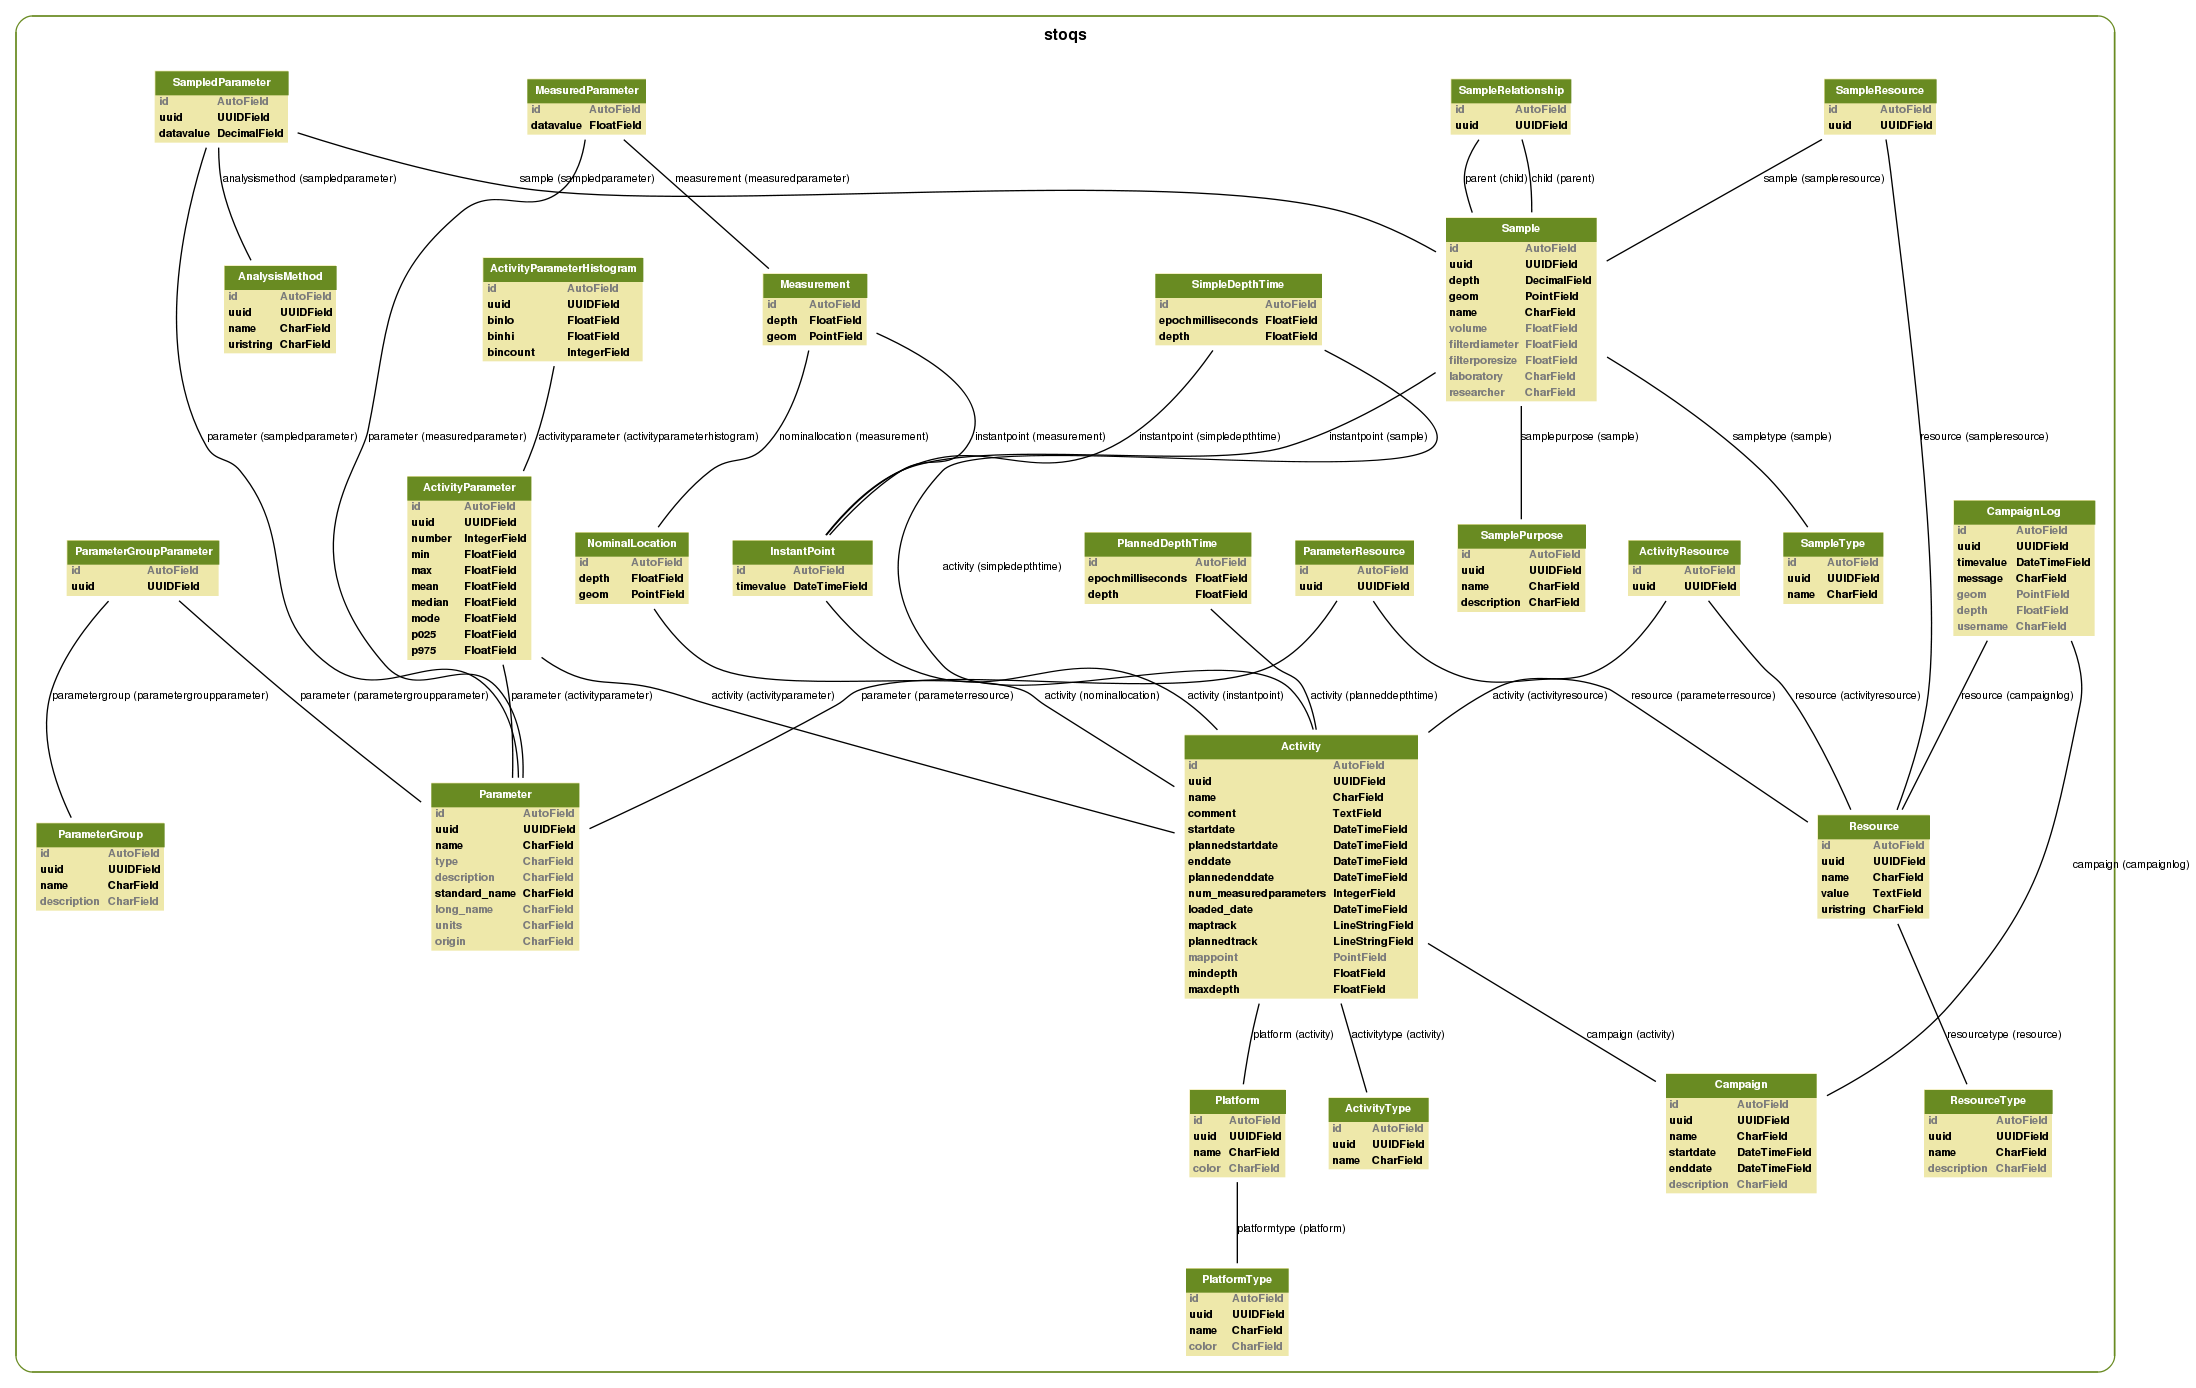 stoqs
SampledParameter
id AutoField
uuid UUIDField
datavalue DecimalField
MeasuredParameter
id AutoField
datavalue FloatField
SampleRelationship
id AutoField
uuid UUIDField
SampleResource
id AutoField
uuid UUIDField
analysismethod (sampledparameter)
sample (sampledparameter)
measurement (measuredparameter)
parent (child)
child (parent)
sample (sampleresource)
AnalysisMethod
id AutoField
uuid UUIDField
name CharField
uristring CharField
ActivityParameterHistogram
id AutoField
uuid UUIDField
binlo FloatField
binhi FloatField
bincount IntegerField
Measurement
id AutoField
depth FloatField
geom PointField
SimpleDepthTime
id AutoField
epochmilliseconds FloatField
depth FloatField
Sample
id AutoField
uuid UUIDField
depth DecimalField
geom PointField
name CharField
volume FloatField
filterdiameter FloatField
filterporesize FloatField
laboratory CharField
researcher CharField
parameter (sampledparameter)
parameter (measuredparameter)
activityparameter (activityparameterhistogram)
nominallocation (measurement)
instantpoint (measurement)
instantpoint (simpledepthtime)
instantpoint (sample)
samplepurpose (sample)
sampletype (sample)
resource (sampleresource)
ParameterGroupParameter
id AutoField
uuid UUIDField
ActivityParameter
id AutoField
uuid UUIDField
number IntegerField
min FloatField
max FloatField
mean FloatField
median FloatField
mode FloatField
p025 FloatField
p975 FloatField
NominalLocation
id AutoField
depth FloatField
geom PointField
InstantPoint
id AutoField
timevalue DateTimeField
activity (simpledepthtime)
PlannedDepthTime
id AutoField
epochmilliseconds FloatField
depth FloatField
ParameterResource
id AutoField
uuid UUIDField
SamplePurpose
id AutoField
uuid UUIDField
name CharField
description CharField
ActivityResource
id AutoField
uuid UUIDField
SampleType
id AutoField
uuid UUIDField
name CharField
CampaignLog
id AutoField
uuid UUIDField
timevalue DateTimeField
message CharField
geom PointField
depth FloatField
username CharField
parametergroup (parametergroupparameter)
parameter (parametergroupparameter)
parameter (activityparameter)
activity (activityparameter)
parameter (parameterresource)
activity (nominallocation)
activity (instantpoint)
activity (planneddepthtime)
activity (activityresource)
resource (parameterresource)
resource (activityresource)
resource (campaignlog)
ParameterGroup
id AutoField
uuid UUIDField
name CharField
description CharField
Parameter
id AutoField
uuid UUIDField
name CharField
type CharField
description CharField
standard_name CharField
long_name CharField
units CharField
origin CharField
Activity
id AutoField
uuid UUIDField
name CharField
comment TextField
startdate DateTimeField
plannedstartdate DateTimeField
enddate DateTimeField
plannedenddate DateTimeField
num_measuredparameters IntegerField
loaded_date DateTimeField
maptrack LineStringField
plannedtrack LineStringField
mappoint PointField
mindepth FloatField
maxdepth FloatField
Resource
id AutoField
uuid UUIDField
name CharField
value TextField
uristring CharField
campaign (campaignlog)
platform (activity)
activitytype (activity)
campaign (activity)
resourcetype (resource)
Platform
id AutoField
uuid UUIDField
name CharField
color CharField
ActivityType
id AutoField
uuid UUIDField
name CharField
Campaign
id AutoField
uuid UUIDField
name CharField
startdate DateTimeField
enddate DateTimeField
description CharField
ResourceType
id AutoField
uuid UUIDField
name CharField
description CharField
platformtype (platform)
PlatformType
id AutoField
uuid UUIDField
name CharField
color CharField